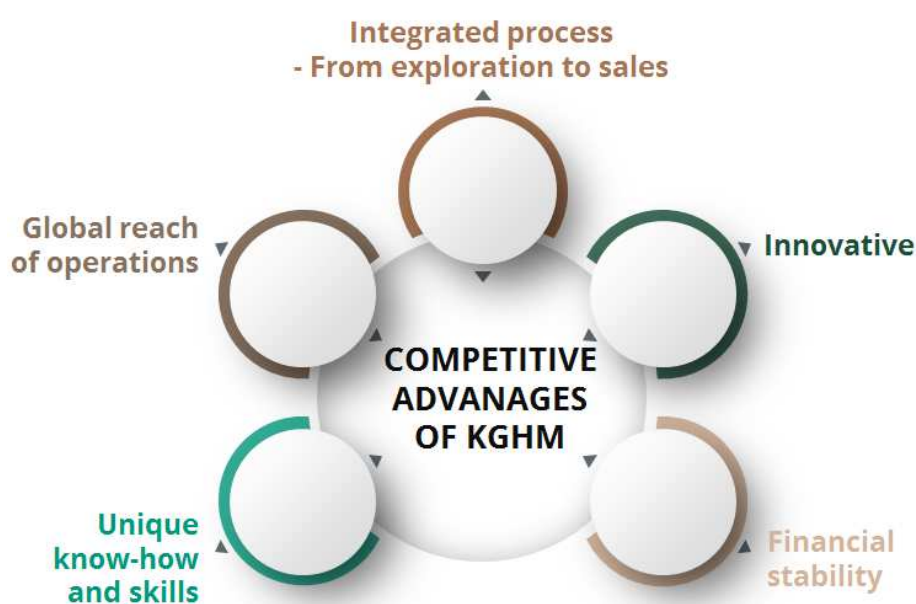 Integrated process
- From exploration to sales
Global reach
of operations
Innovative
COMPETITIVE
ADVANAGES
OF KGHM
Unique
know-how
and skills
Financial
stability